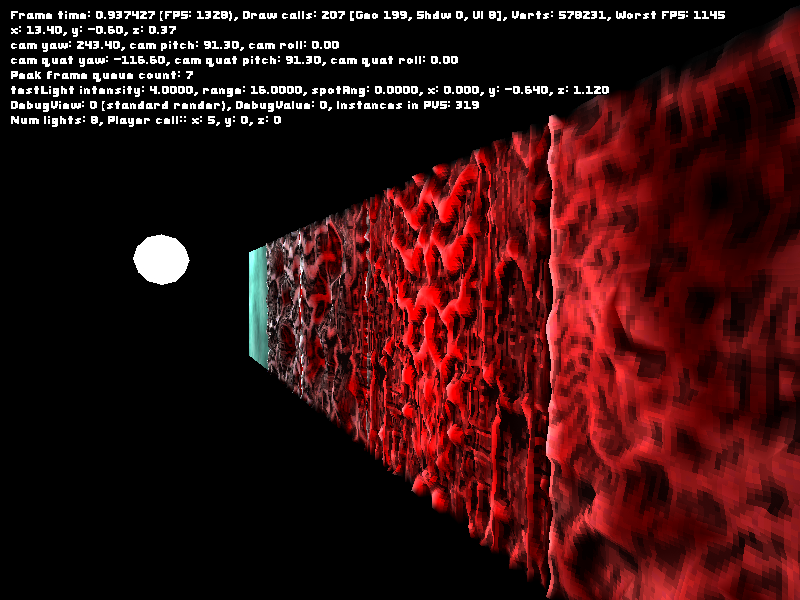 Frame time: 0.937427 (FPS: 1328), Draw calls: 207 [Geo 199, Shdw 0, UI 8], Verts: 578231, Worst FPS: 1145
x: 13.40, y: -0.60, z: 0.37
cam yaw: 243.40, cam pitch: 91.30, cam roll: 0.00
cam quat yaw: -116.60, cam quat pitch: 91.30, cam quat roll: 0.00
Peak frame queue count: 7
testLight intensity: 4.0000, range: 16.0000, spotAng: 0.0000, x: 0.000, y: -0.640, z: 1.120
DebugView: 0 (standard render), DebugValue: 0, Instances in PVS: 319
Num lights: 8, Player cell:: x: 5, y: 0, z: 0